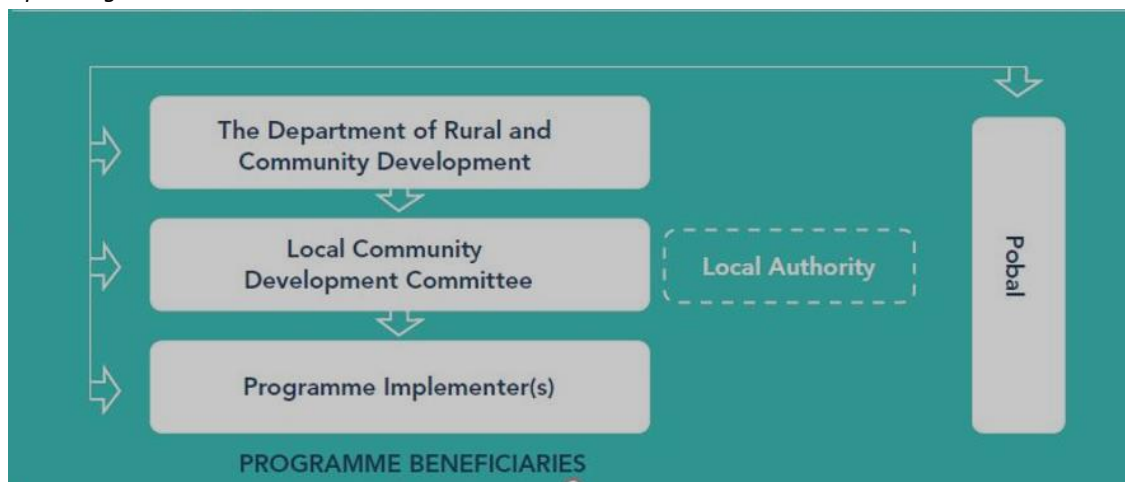 The Department of Rural and
Community Development
Local Community
Development Committee
Local Authority
Pobal
Programme Implementer(s)
PROGRAMME BENEFICIARIES